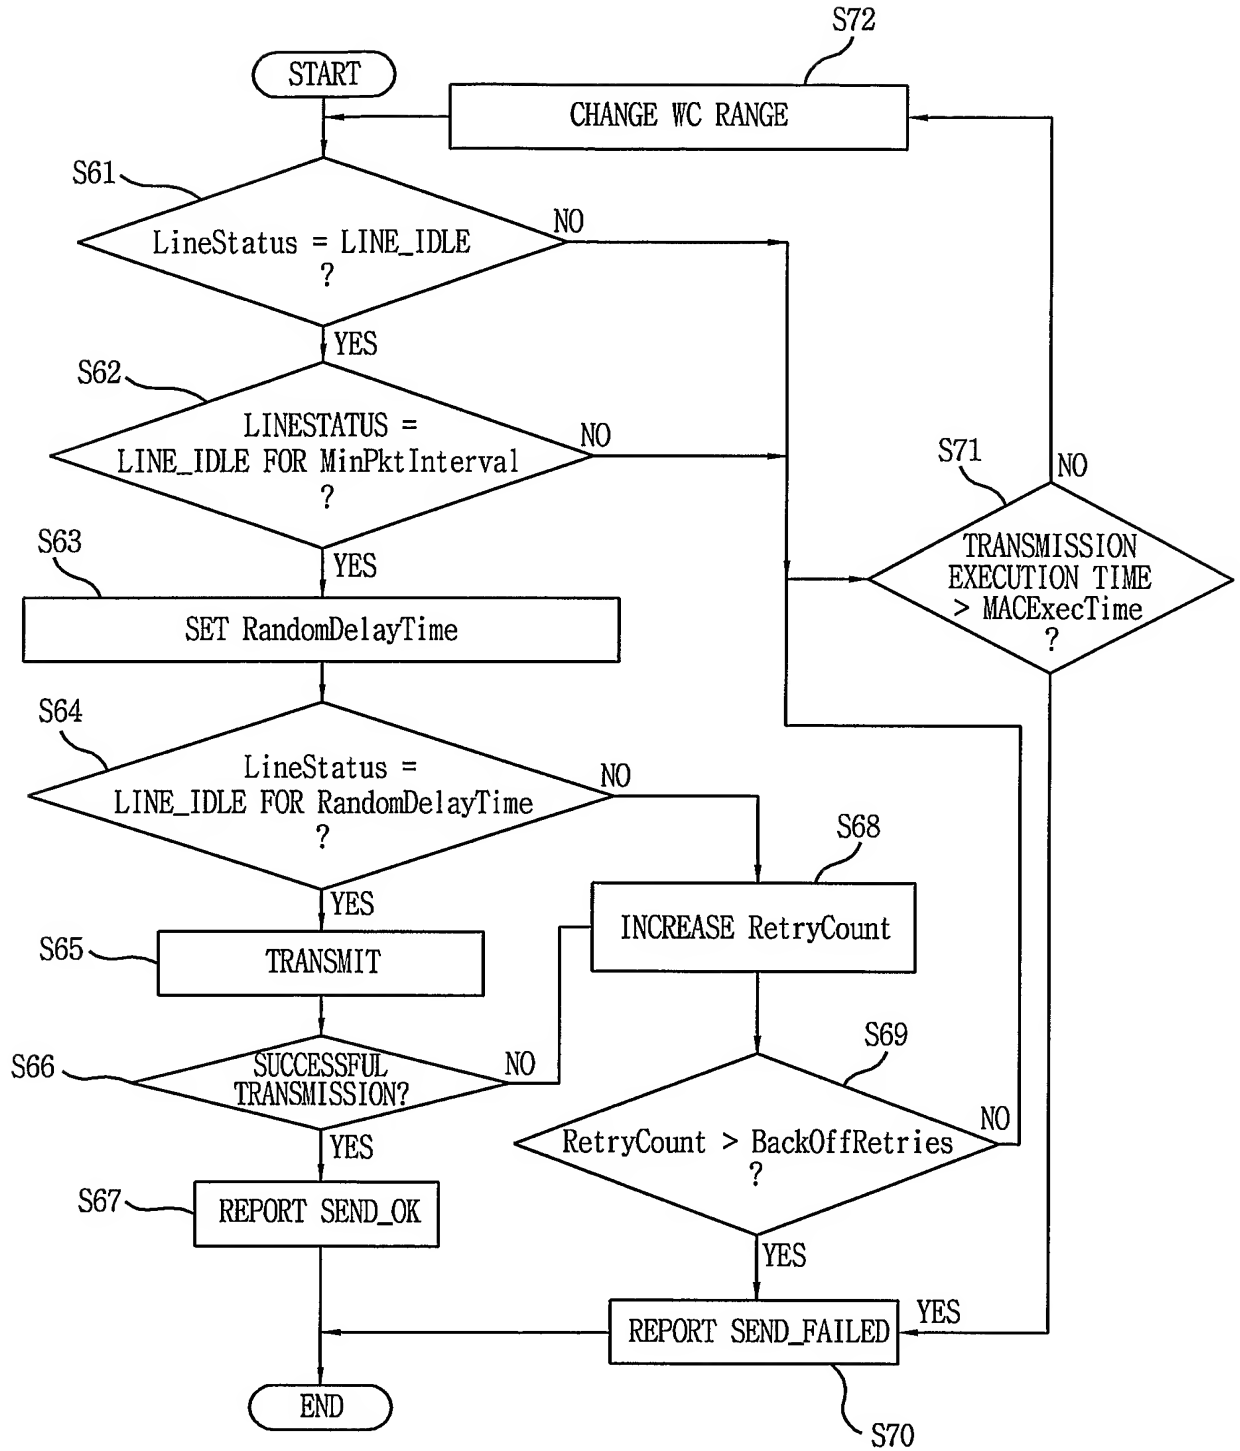 S72
START
CHANGE WC RANGE
S61
NO
LineStatus = LINE_IDLE
?
YES
S62
LINESTATUS =
LINE_IDLE FOR MinPktInterval
?
NO
YES
S71
NO
TRANSMISSION
EXECUTION TIME
> MACExecTime
?
S63
SET RandomDelayTime
S64
LineStatus =
LINE_IDLE FOR RandomDelayTime
?
NO
YES
S68
INCREASE RetryCount
S65
TRANSMIT
S66
SUCCESSFUL
TRANSMISSION?
NO
YES
S69
RetryCount > BackOffRetries
?
NO
YES
S67
REPORT SEND_OK
REPORT SEND_FAILED
YES
S70
END